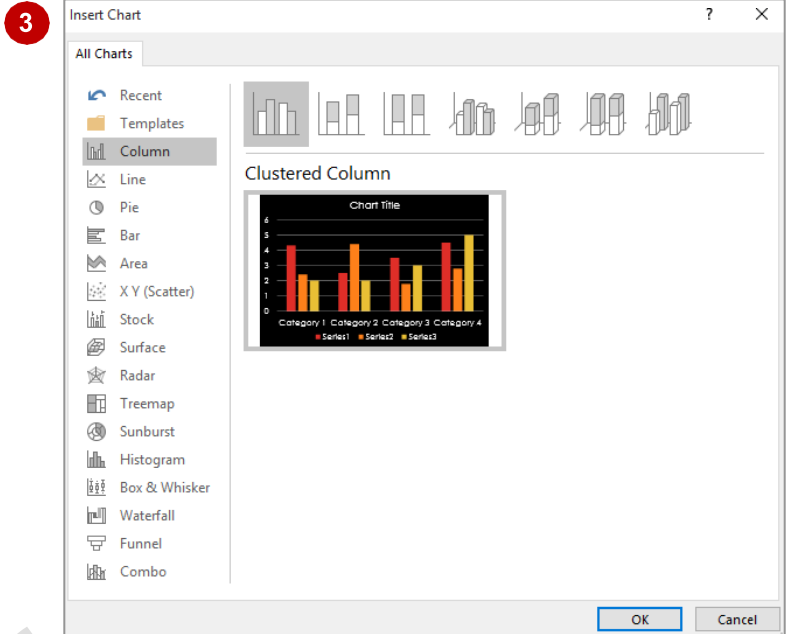 3
Insert Chart
?
All Charts
Recent
Templates
Column
Line
Pie
Bar
Area
X Y (Scatter)
Stock
Surface
Radar
Treemap
Sunburst
Histogram
Box & Whisker
Waterfall
Funnel
Combo
Clustered Column
Chart Title
6
5
4
3
2
1
0
Category 1 Category 2 Category 3 Category 4
Series1 Series2 Series3
OK Cancel